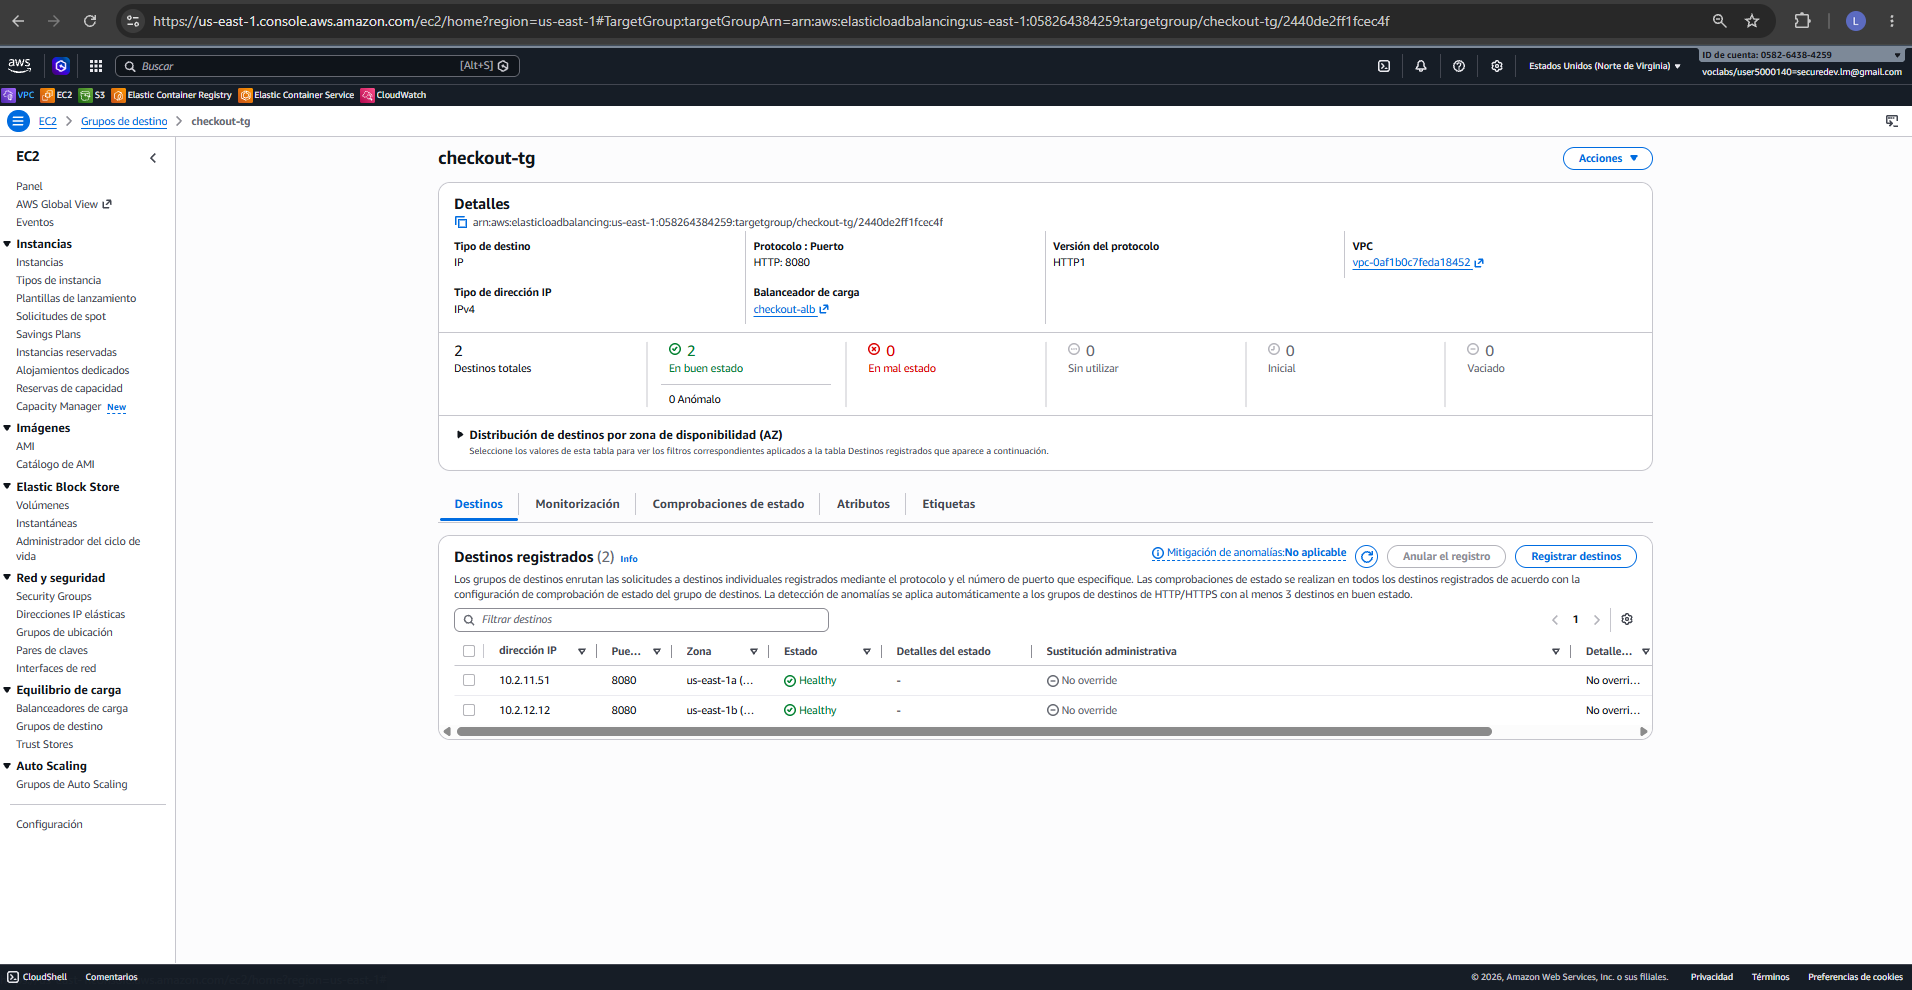 https://us-east-1.console.aws.amazon.com/ec2/home?region=us-east-1#TargetGroup:targetGroupArn=arn:aws:elasticloadbalancing:us-east-1:058264384259:targetgroup/checkout-tg/2440de2ff1fcec4f
L
aws
Buscar
[Alt+S]
Estados Unidos (Norte de Virginia)
ID de cuenta: 0582-6438-4259
voclabs/user5000140=securedev.lm@gmail.com
VPC
EC2
S3
Elastic Container Registry
Elastic Container Service
CloudWatch
EC2
Grupos de destino
checkout-tg
EC2
Panel
AWS Global View
Eventos
Instancias
Instancias
Tipos de instancia
Plantillas de lanzamiento
Solicitudes de spot
Savings Plans
Instancias reservadas
Alojamientos dedicados
Reservas de capacidad
Capacity Manager New
Imágenes
AMI
Catálogo de AMI
Elastic Block Store
Volúmenes
Instantáneas
Administrador del ciclo de
vida
Red y seguridad
Security Groups
Direcciones IP elásticas
Grupos de ubicación
Pares de claves
Interfaces de red
Equilibrio de carga
Balanceadores de carga
Grupos de destino
Trust Stores
Auto Scaling
Grupos de Auto Scaling
Configuración
checkout-tg
Acciones
Detalles
arn:aws:elasticloadbalancing:us-east-1:058264384259:targetgroup/checkout-tg/2440de2ff1fcec4f
Tipo de destino
IP
Protocolo : Puerto
HTTP: 8080
Versión del protocolo
HTTP1
VPC
vpc-0af1b0c7feda18452
Tipo de dirección IP
IPv4
Balanceador de carga
checkout-alb
2
Destinos totales
2
En buen estado
0 Anómalo
0
En mal estado
0
Sin utilizar
0
Inicial
0
Vaciado
Distribución de destinos por zona de disponibilidad (AZ)
Seleccione los valores de esta tabla para ver los filtros correspondientes aplicados a la tabla Destinos registrados que aparece a continuación.
Destinos
Monitorización
Comprobaciones de estado
Atributos
Etiquetas
Destinos registrados (2) Info
Mitigación de anomalías:No aplicable
Anular el registro
Registrar destinos
Los grupos de destinos enrutan las solicitudes a destinos individuales registrados mediante el protocolo y el número de puerto que especifique. Las comprobaciones de estado se realizan en todos los destinos registrados de acuerdo con la
configuración de comprobación de estado del grupo de destinos. La detección de anomalías se aplica automáticamente a los grupos de destinos de HTTP/HTTPS con al menos 3 destinos en buen estado.
Filtrar destinos
1
dirección IP
Pue...
Zona
Estado
Detalles del estado
Sustitución administrativa
Detalle...
10.2.11.51
8080
us-east-1a (...
Healthy
-
No override
No overri...
10.2.12.12
8080
us-east-1b (...
Healthy
-
No override
No overri...
CloudShell
Comentarios
© 2026, Amazon Web Services, Inc. o sus filiales.
Privacidad
Términos
Preferencias de cookies